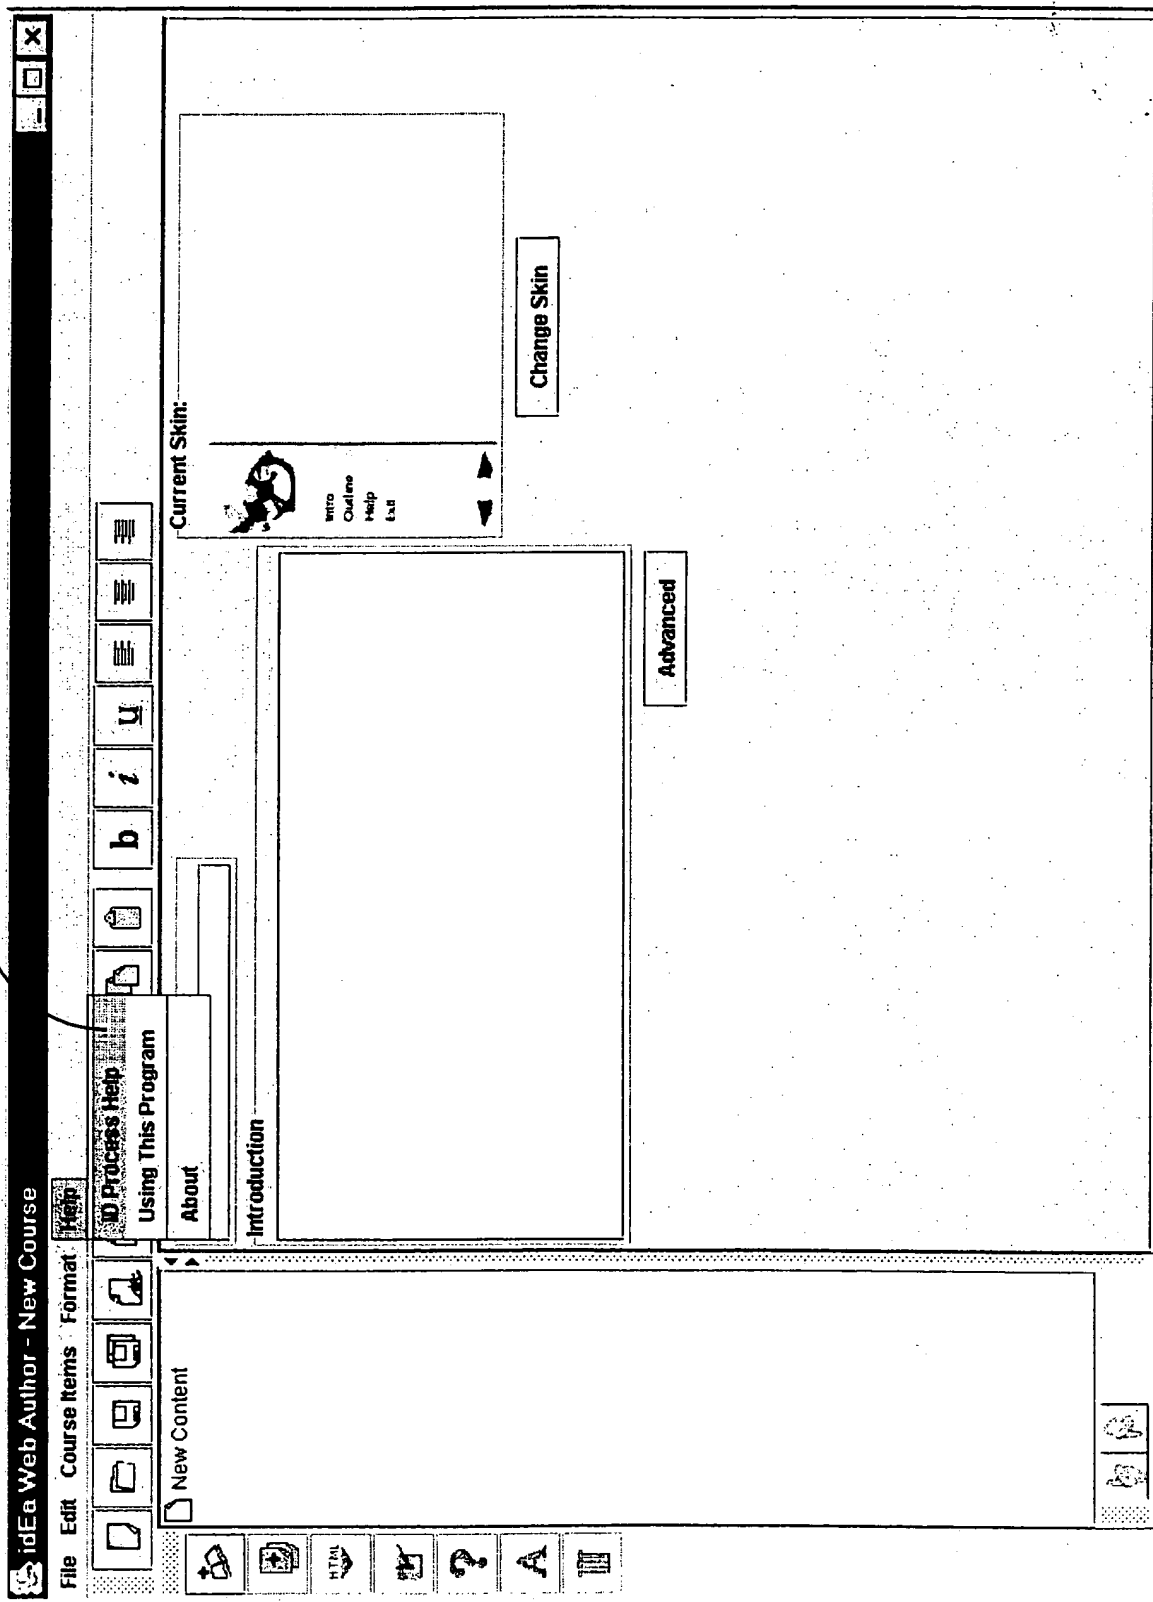 idEa Web Author - New Course
File Edit Course Items Format Help
ID Process Help
Using This Program
About
b i U
New Content
HTML
?
A
Introduction
Advanced
Current Skin:
Intro
Outline
Help
Exit
Change Skin